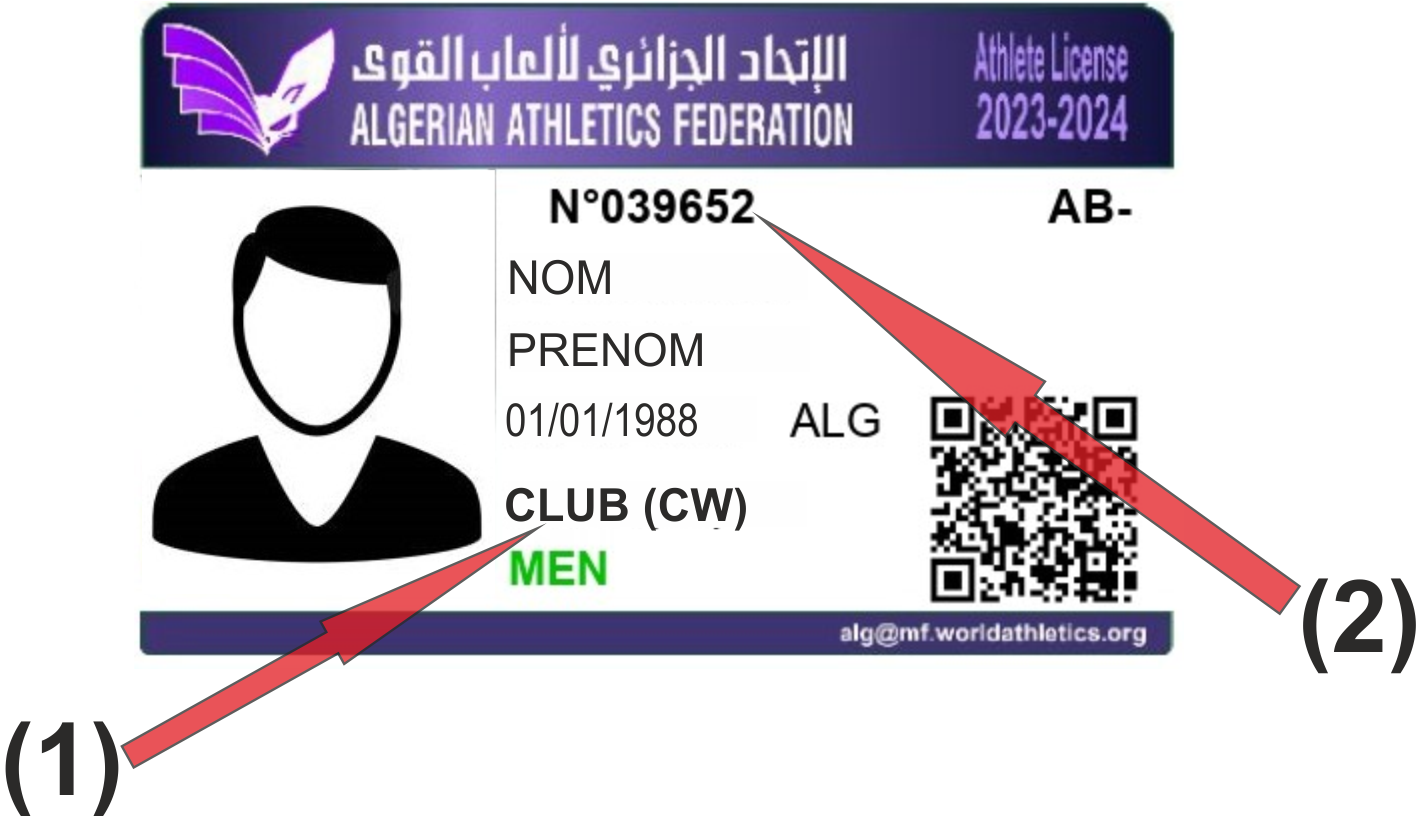 الإتحاد الجزائري لألعاب القوى
ALGERIAN ATHLETICS FEDERATION
Athlete License
2023-2024
N°039652
AB-
NOM
PRENOM
01/01/1988
ALG
CLUB (CW)
MEN
alg@mf.worldathletics.org
(2)
(1)